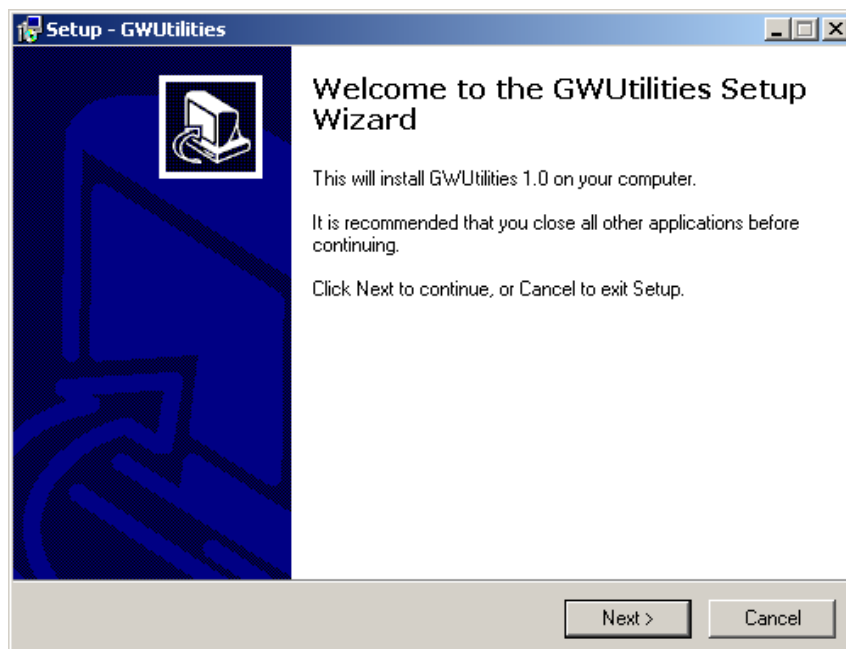 Setup - GWUtilities
Welcome to the GWUtilities Setup
Wizard
This will install GWUtilities 1.0 on your computer.
It is recommended that you close all other applications before
continuing.
Click Next to continue, or Cancel to exit Setup.
Next >
Cancel